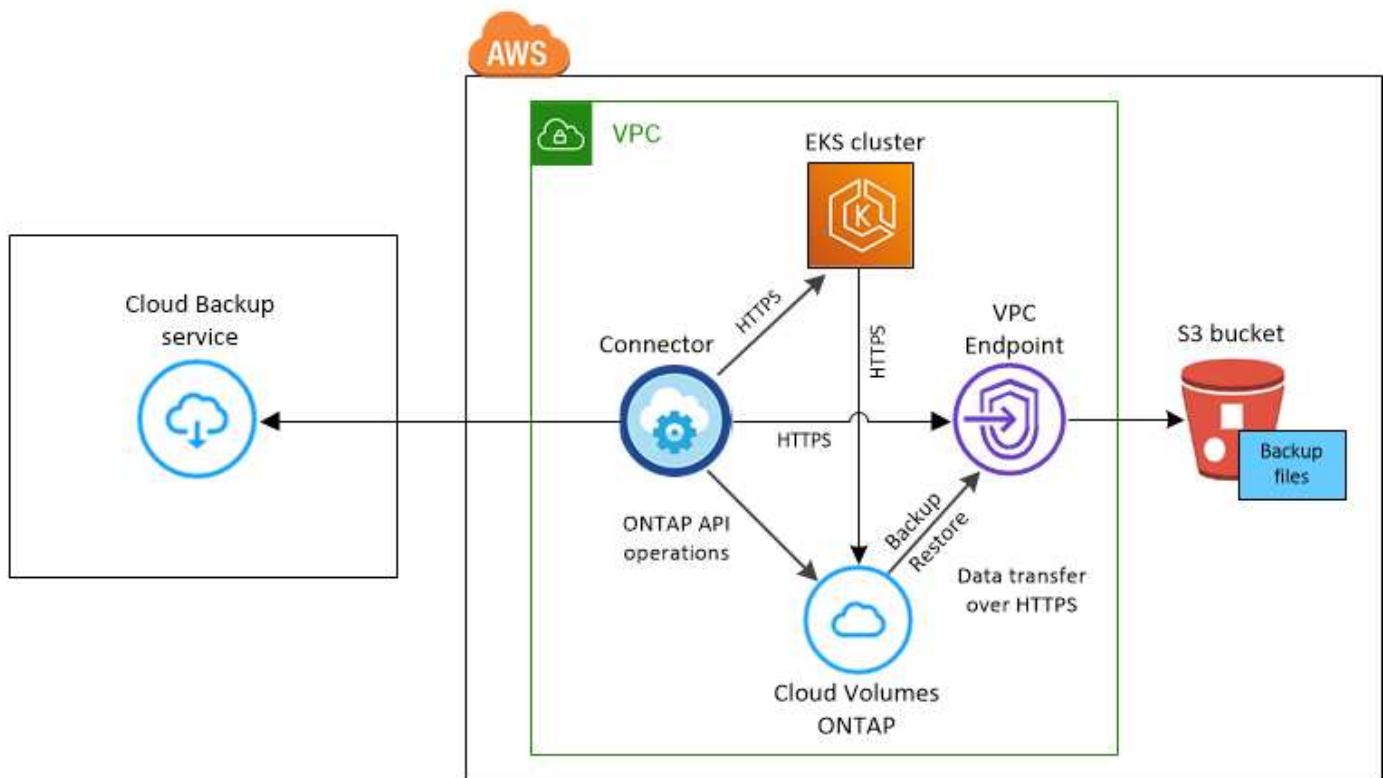 AWS
VPC
EKS cluster
Cloud Backup
service
Connector
HTTPS
HTTPS
VPC
Endpoint
S3 bucket
HTTPS
Backup
files
ONTAP API
operations
Backup
Restore
Data transfer
over HTTPS
Cloud Volumes
ONTAP
K